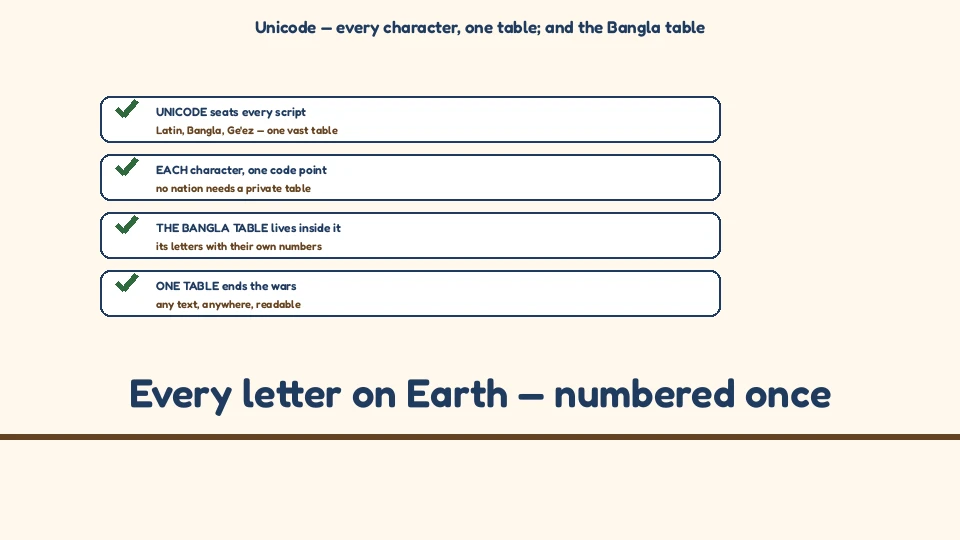 Unicode — every character, one table; and the Bangla table
UNICODE seats every script
Latin, Bangla, Ge'ez — one vast table
EACH character, one code point
no nation needs a private table
THE BANGLA TABLE lives inside it
its letters with their own numbers
ONE TABLE ends the wars
any text, anywhere, readable
Every letter on Earth — numbered once